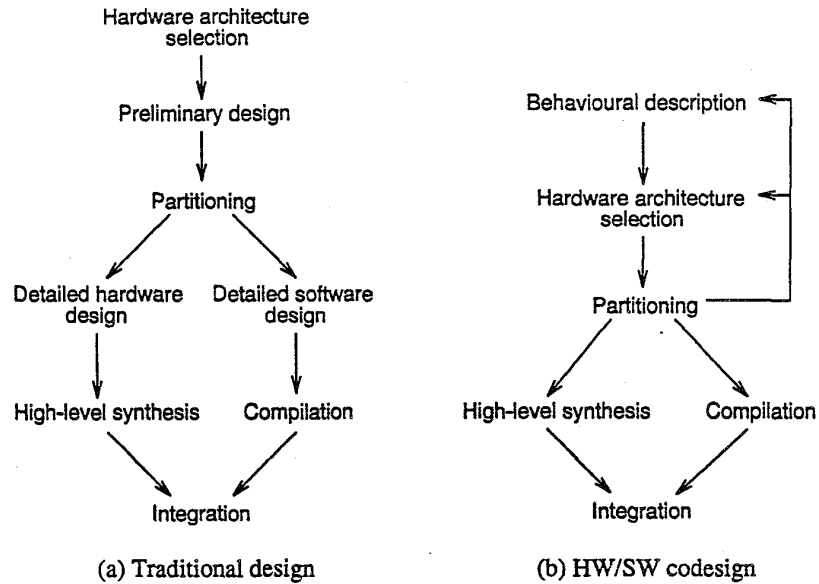 Hardware architecture
selection
Preliminary design
Partitioning
Detailed hardware
design
Detailed software
design
High-level synthesis
Compilation
Integration
(a) Traditional design
Behavioural description
Hardware architecture
selection
Partitioning
High-level synthesis
Compilation
Integration
(b) HW/SW codesign